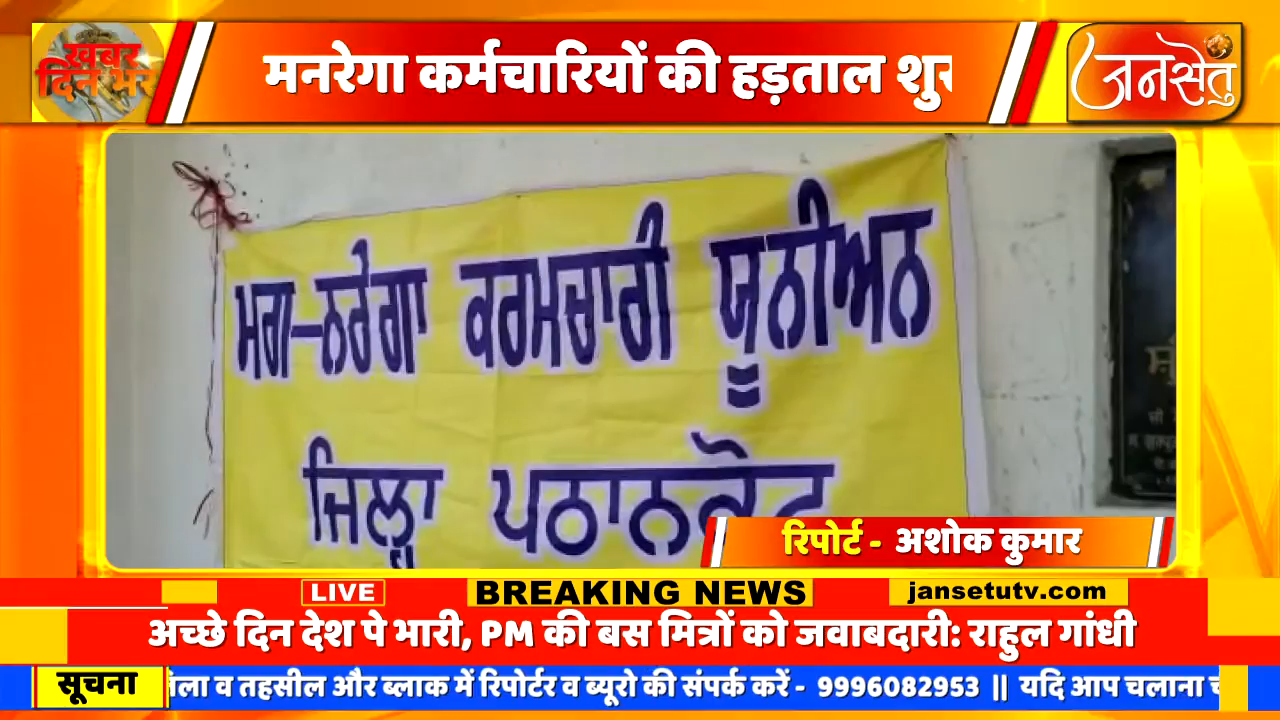 खबर
दिन भर
मनरेगा कर्मचारियों की हड़ताल
जनसेतु
ਮਗ-ਨਰੇਗਾ ਕਰਮਚਾਰੀ ਯੂਨੀਅਨ
ਜਿਲ੍ਹਾ ਪਠਾਨਕੋਟ
रिपोर्ट - अशोक कुमार
LIVE
BREAKING NEWS
jansetutv.com
अच्छे दिन देश पे भारी, PM की बस मित्रों को जवाबदारी: राहुल गांधी
सूचना
व तहसील और ब्लाक में रिपोर्टर व ब्यूरो की संपर्क करें - 9996082953 || यदि आप चलाना